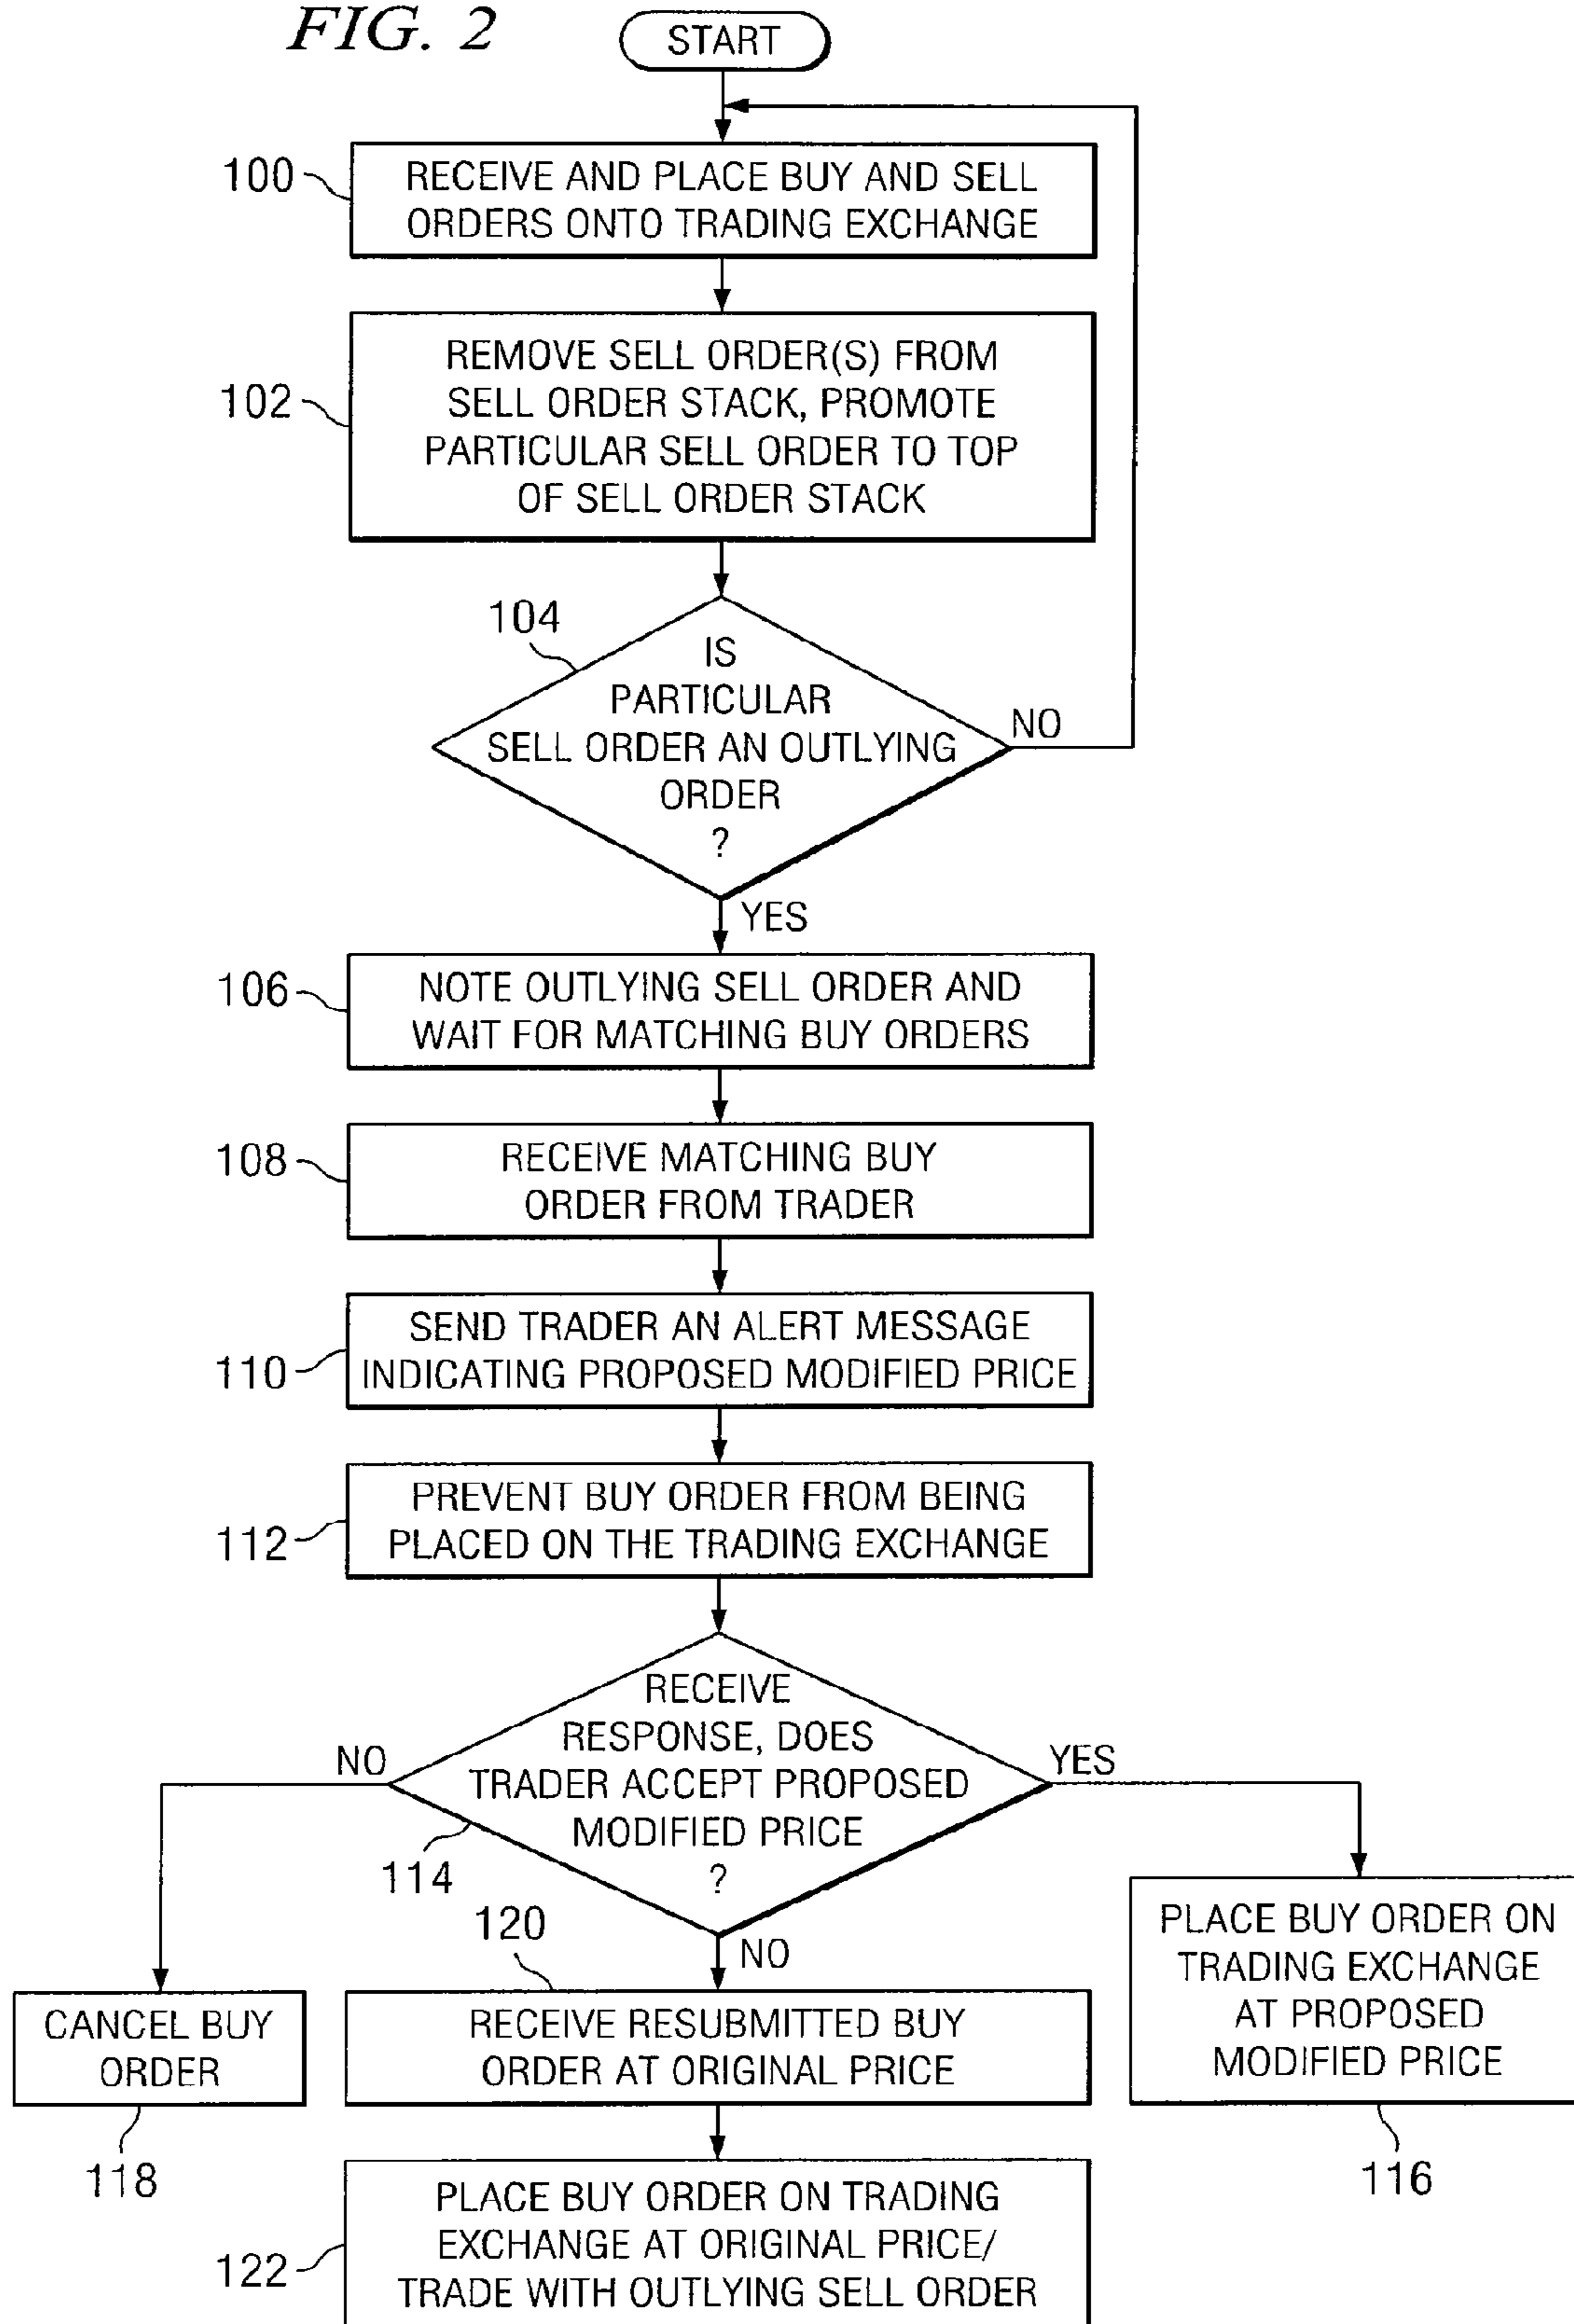 FIG. 2
START
100
RECEIVE AND PLACE BUY AND SELL
ORDERS ONTO TRADING EXCHANGE
102
REMOVE SELL ORDER(S) FROM
SELL ORDER STACK, PROMOTE
PARTICULAR SELL ORDER TO TOP
OF SELL ORDER STACK
104
IS
PARTICULAR
SELL ORDER AN OUTLYING
ORDER
?
NO
YES
106
NOTE OUTLYING SELL ORDER AND
WAIT FOR MATCHING BUY ORDERS
108
RECEIVE MATCHING BUY
ORDER FROM TRADER
110
SEND TRADER AN ALERT MESSAGE
INDICATING PROPOSED MODIFIED PRICE
112
PREVENT BUY ORDER FROM BEING
PLACED ON THE TRADING EXCHANGE
RECEIVE
RESPONSE, DOES
TRADER ACCEPT PROPOSED
MODIFIED PRICE
?
114
NO
YES
NO
CANCEL BUY
ORDER
118
120
RECEIVE RESUBMITTED BUY
ORDER AT ORIGINAL PRICE
PLACE BUY ORDER ON
TRADING EXCHANGE
AT PROPOSED
MODIFIED PRICE
116
122
PLACE BUY ORDER ON TRADING
EXCHANGE AT ORIGINAL PRICE/
TRADE WITH OUTLYING SELL ORDER